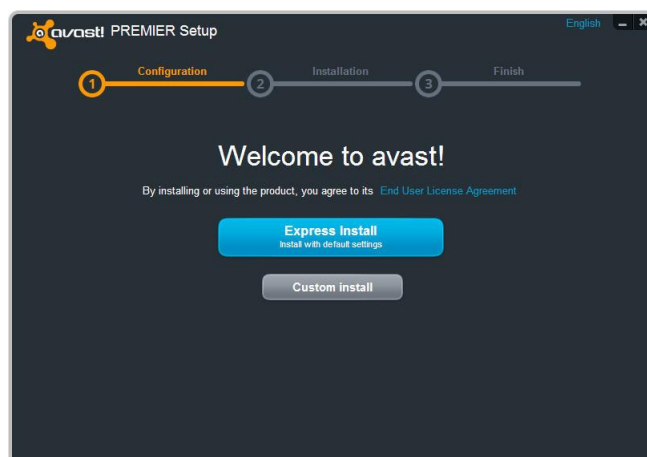 avast! PREMIER Setup
English
Configuration
Installation
Finish
1
2
3
Welcome to avast!
By installing or using the product, you agree to its End User License Agreement
Express Install
Install with default settings
Custom install